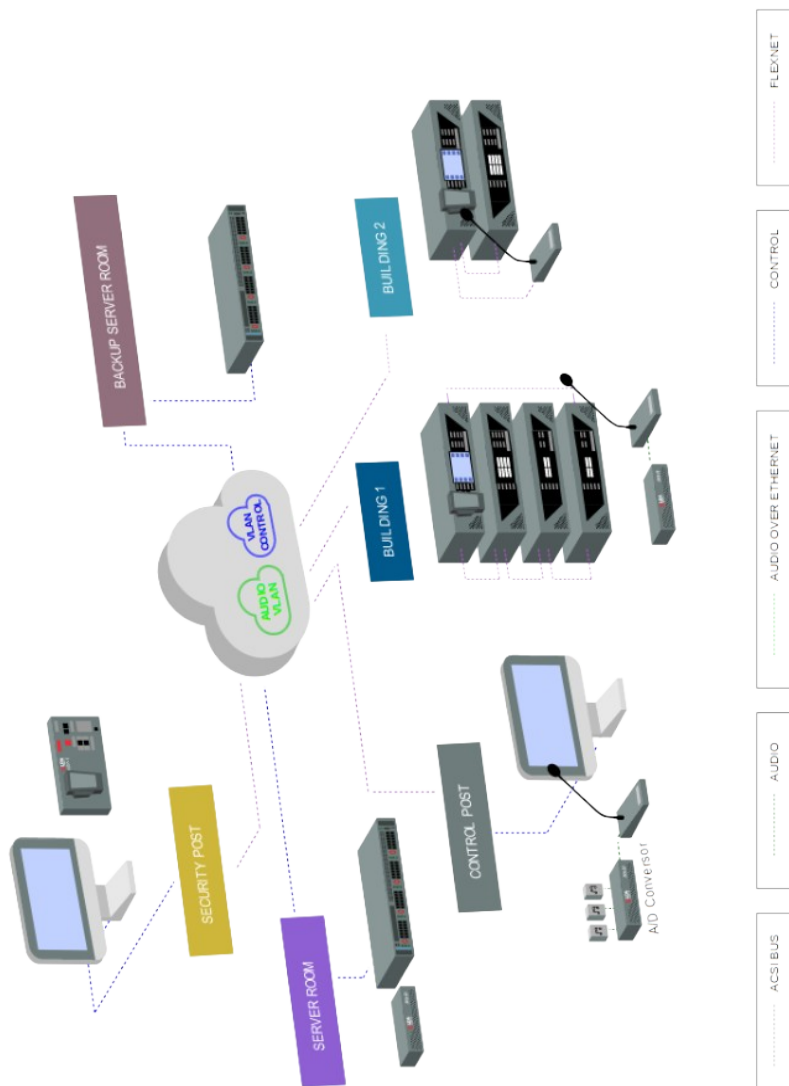 BACKUP SERVER ROOM
BUILDING 2
VLAN
CONTROL
AUDIO
VLAN
BUILDING 1
SECURITY POST
SERVER ROOM
CONTROL POST
A/D Conversor
ACSI BUS
AUDIO
AUDIO OVER ETHERNET
CONTROL
FLEXNET